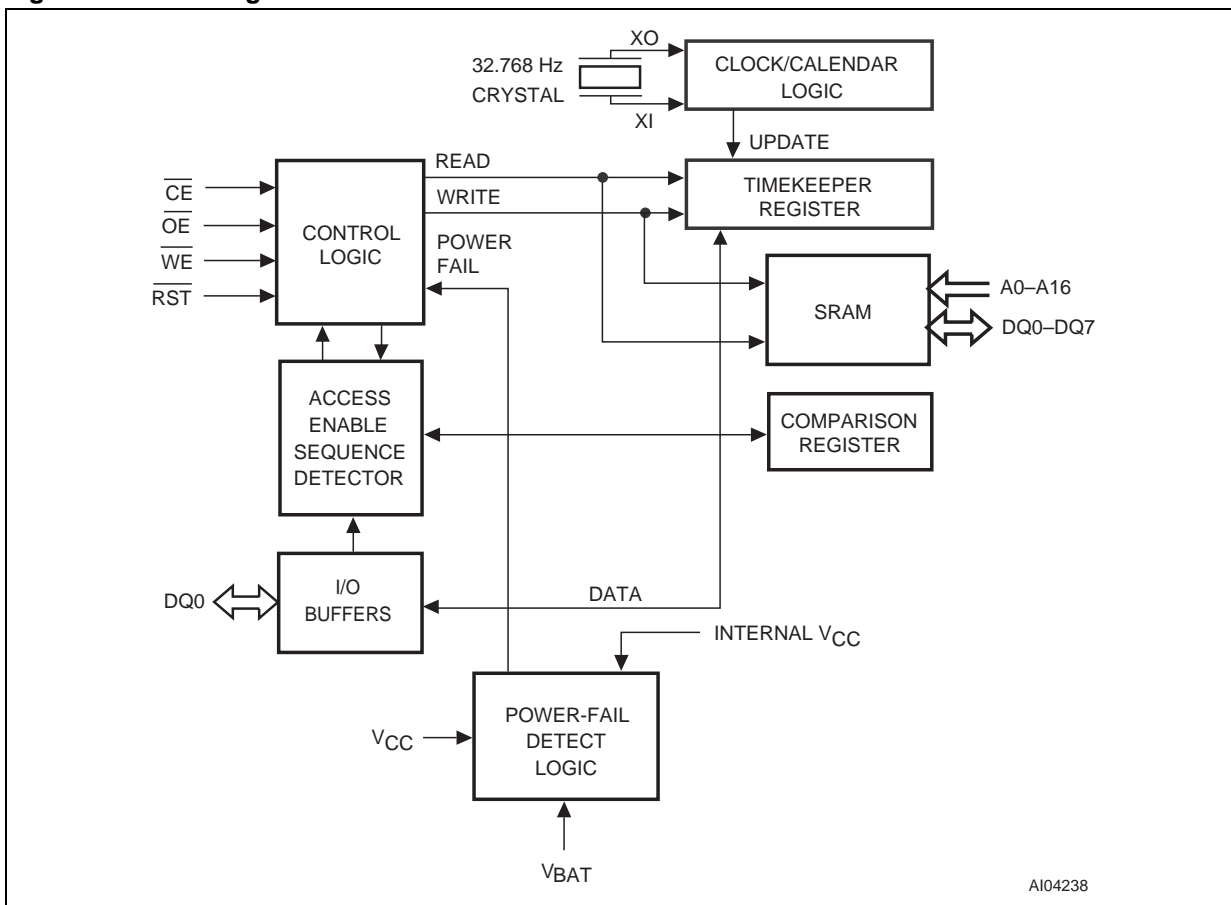 XO
32.768 Hz
CRYSTAL
XI
CLOCK/CALENDAR
LOGIC
UPDATE
READ
WRITE
POWER
FAIL
TIMEKEEPER
REGISTER
CE
OE
WE
RST
CONTROL
LOGIC
SRAM
A0–A16
DQ0–DQ7
ACCESS
ENABLE
SEQUENCE
DETECTOR
COMPARISON
REGISTER
DQ0
I/O
BUFFERS
DATA
INTERNAL VCC
VCC
POWER-FAIL
DETECT
LOGIC
VBAT
AI04238